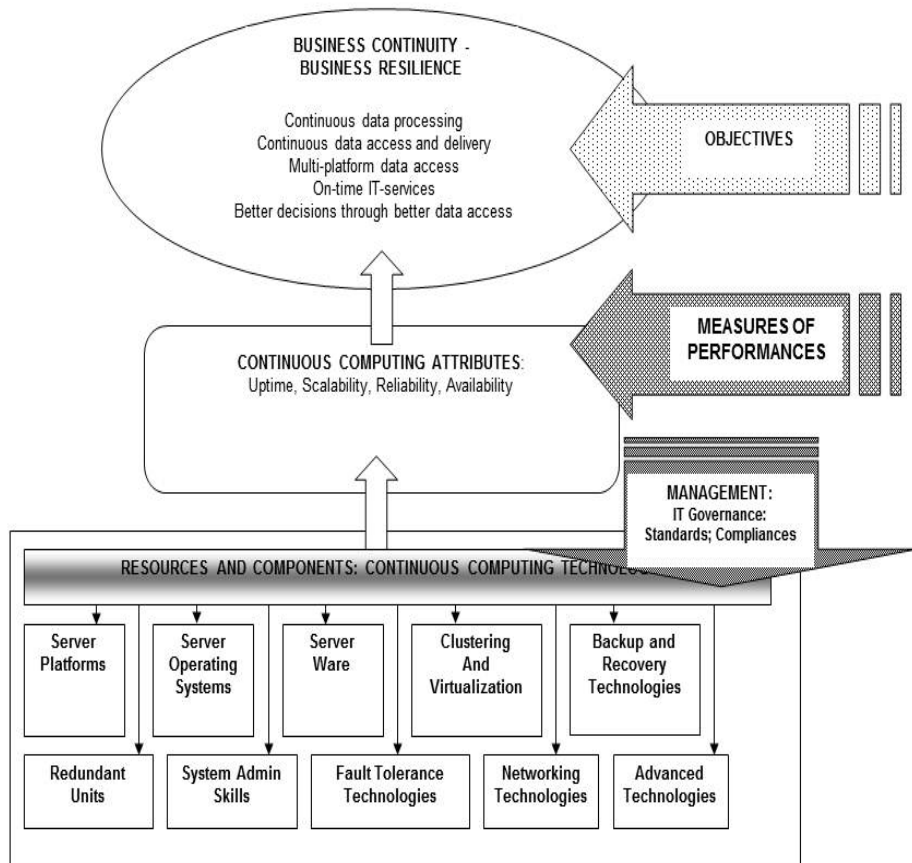 BUSINESS CONTINUITY -
BUSINESS RESILIENCE
Continuous data processing
Continuous data access and delivery
Multi-platform data access
On-time IT-services
Better decisions through better data access
OBJECTIVES
CONTINUOUS COMPUTING ATTRIBUTES:
Uptime, Scalability, Reliability, Availability
MEASURES OF
PERFORMANCES
MANAGEMENT:
IT Governance:
Standards; Compliances
RESOURCES AND COMPONENTS: CONTINUOUS COMPUTING
Server
Platforms
Server
Operating
Systems
Server
Ware
Clustering
And
Virtualization
Backup and
Recovery
Technologies
Redundant
Units
System Admin
Skills
Fault Tolerance
Technologies
Networking
Technologies
Advanced
Technologies